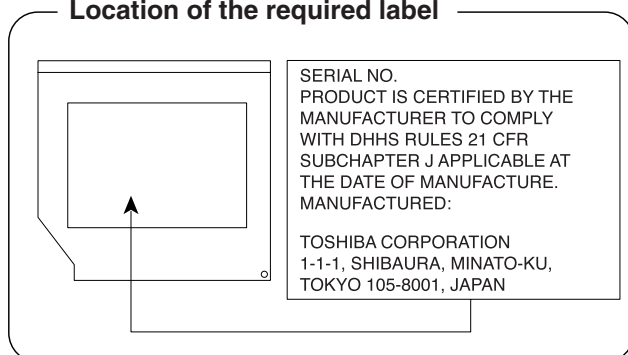 Location of the required label
SERIAL NO.
PRODUCT IS CERTIFIED BY THE
MANUFACTURER TO COMPLY
WITH DHHS RULES 21 CFR
SUBCHAPTER J APPLICABLE AT
THE DATE OF MANUFACTURE.
MANUFACTURED:
TOSHIBA CORPORATION
1-1-1, SHIBAURA, MINATO-KU,
TOKYO 105-8001, JAPAN